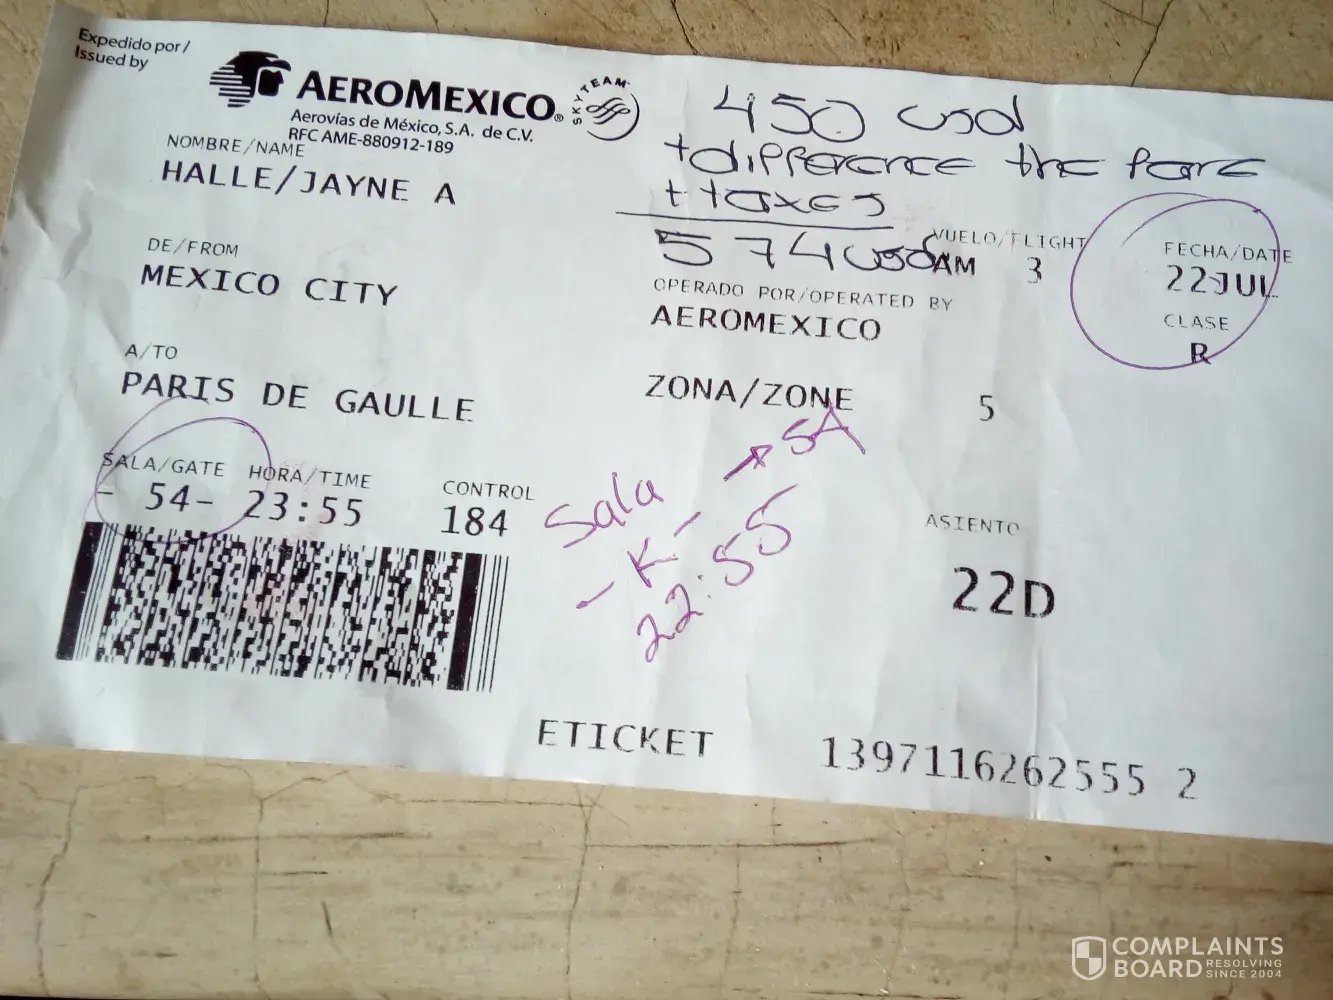 Expedido por /
Issued by
AEROMEXICO®
SKYTEAM
Aerovías de México, S.A. de C.V.
RFC AME-880912-189
450 usd
+ difference the fare
+ taxes
574 usd
NOMBRE/NAME
HALLE/JAYNE A
DE/FROM
MEXICO CITY
VUELO/FLIGHT
AM 3
FECHA/DATE
22JUL
CLASE
R
OPERADO POR/OPERATED BY
AEROMEXICO
A/TO
PARIS DE GAULLE
ZONA/ZONE 5
SALA/GATE HORA/TIME CONTROL
- 54- 23:55 184
Sala → 54
- K -
22:55
ASIENTO
22D
ETICKET 1397116262555 2
COMPLAINTS
BOARD RESOLVING
SINCE 2004